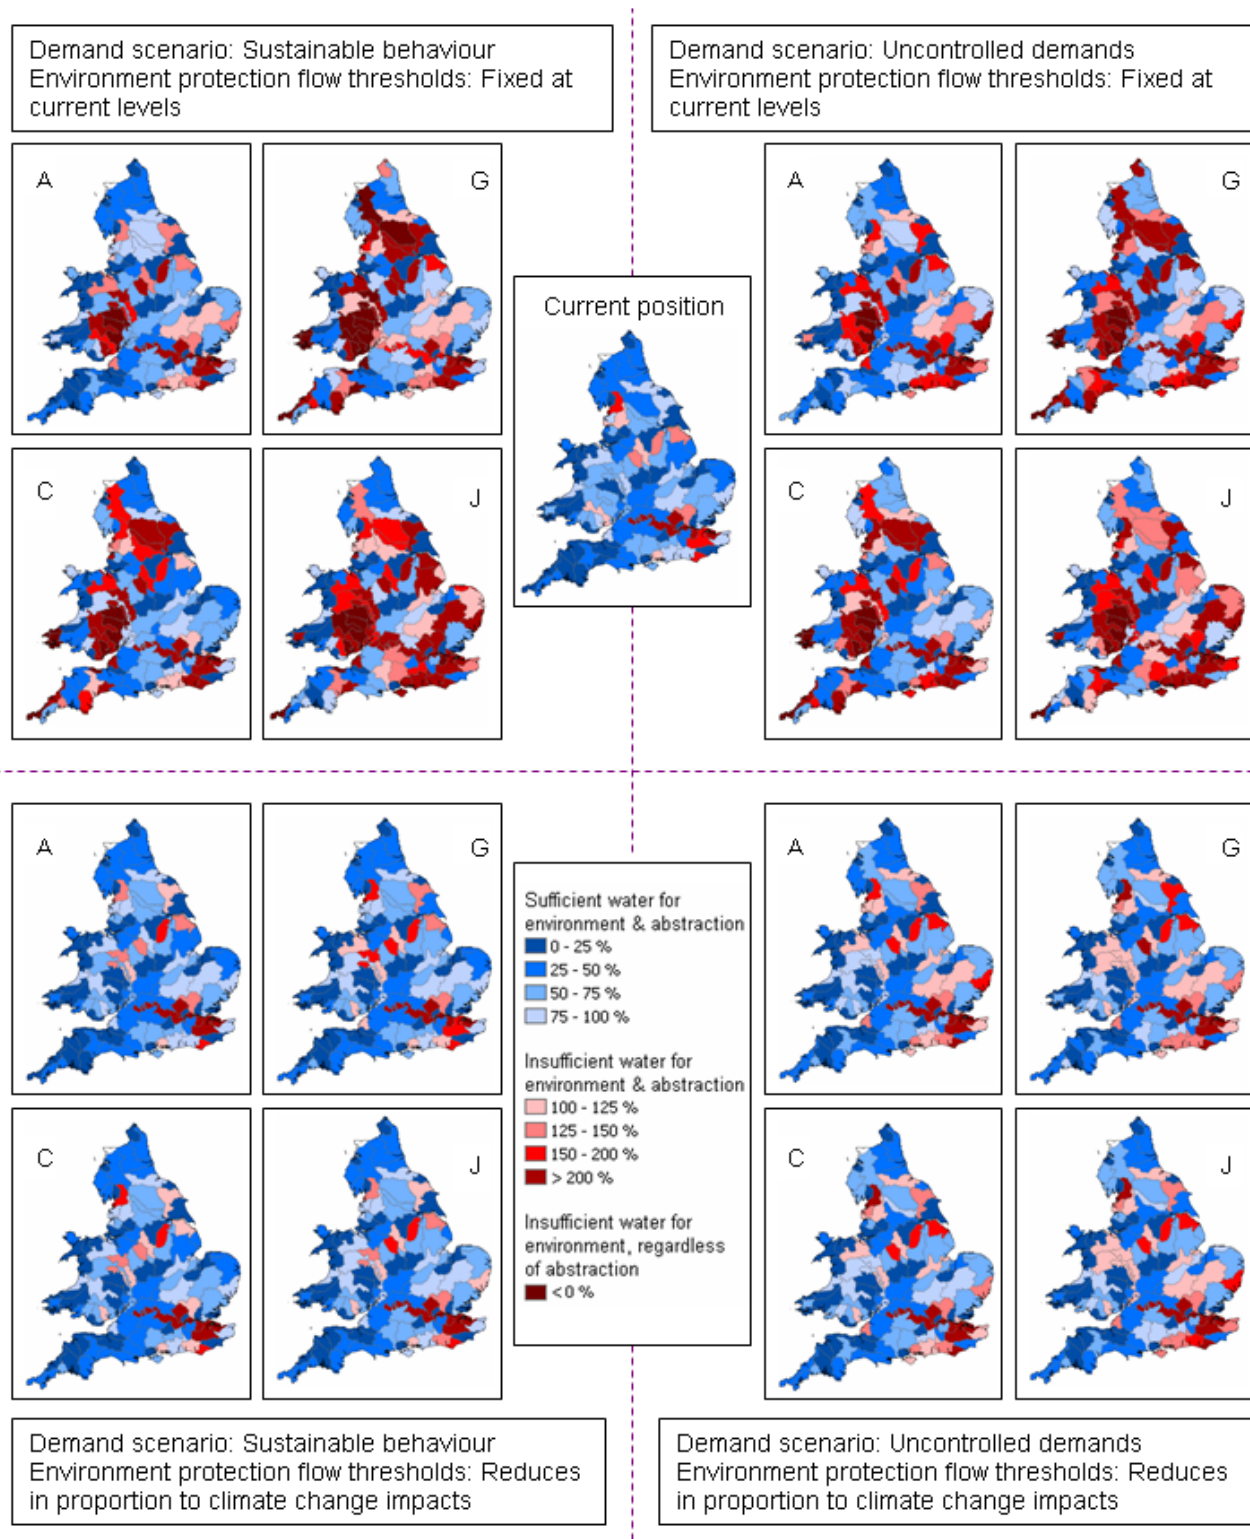 Demand scenario: Sustainable behaviour
Environment protection flow thresholds: Fixed at
current levels
Demand scenario: Uncontrolled demands
Environment protection flow thresholds: Fixed at
current levels
A
G
A
G
Current position
C
J
C
J
A
G
A
G
Sufficient water for
environment & abstraction
0 - 25 %
25 - 50 %
50 - 75 %
75 - 100 %
Insufficient water for
environment & abstraction
100 - 125 %
125 - 150 %
150 - 200 %
> 200 %
Insufficient water for
environment, regardless
of abstraction
< 0 %
C
J
C
J
Demand scenario: Sustainable behaviour
Environment protection flow thresholds: Reduces
in proportion to climate change impacts
Demand scenario: Uncontrolled demands
Environment protection flow thresholds: Reduces
in proportion to climate change impacts